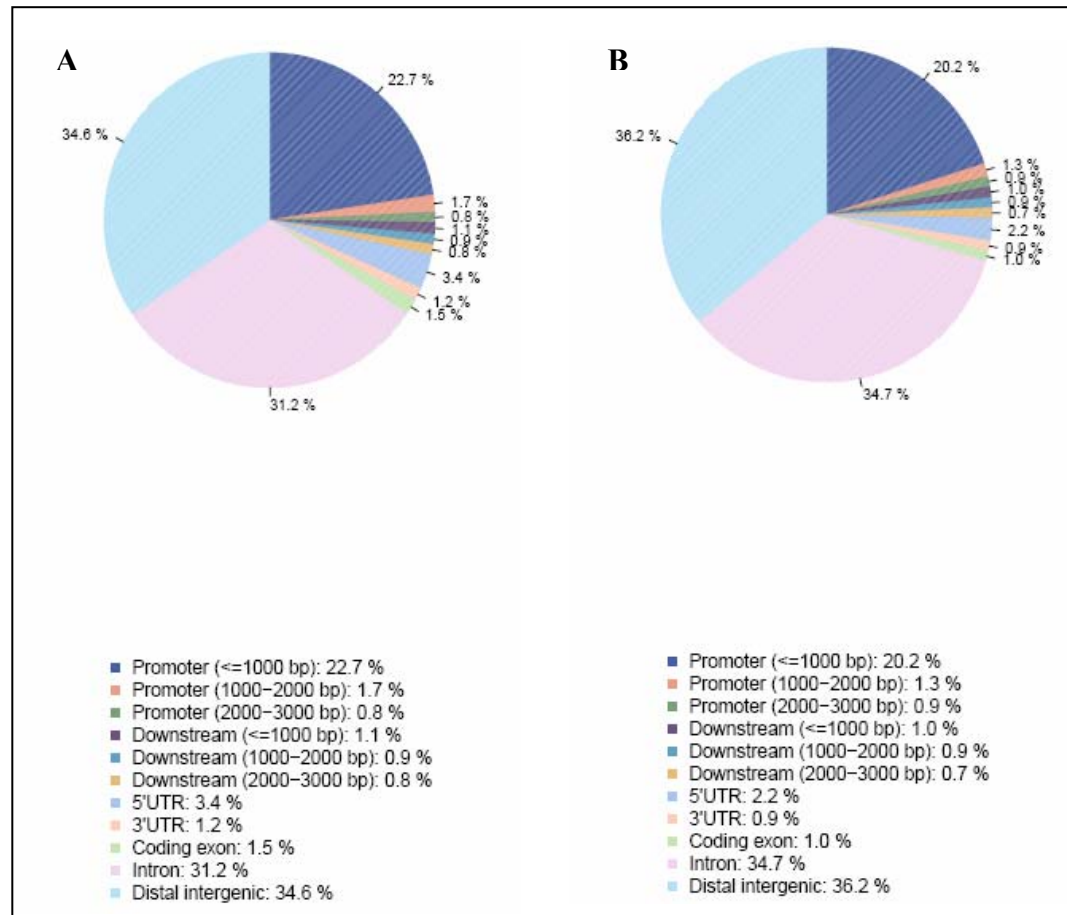 A
22.7 %
1.7 %
0.8 %
1.1 %
0.9 %
0.8 %
3.4 %
1.2 %
1.5 %
31.2 %
34.6 %
Promoter (<=1000 bp): 22.7 %
Promoter (1000−2000 bp): 1.7 %
Promoter (2000−3000 bp): 0.8 %
Downstream (<=1000 bp): 1.1 %
Downstream (1000−2000 bp): 0.9 %
Downstream (2000−3000 bp): 0.8 %
5'UTR: 3.4 %
3'UTR: 1.2 %
Coding exon: 1.5 %
Intron: 31.2 %
Distal intergenic: 34.6 %
B
20.2 %
1.3 %
0.9 %
1.0 %
0.9 %
0.7 %
2.2 %
0.9 %
1.0 %
34.7 %
36.2 %
Promoter (<=1000 bp): 20.2 %
Promoter (1000−2000 bp): 1.3 %
Promoter (2000−3000 bp): 0.9 %
Downstream (<=1000 bp): 1.0 %
Downstream (1000−2000 bp): 0.9 %
Downstream (2000−3000 bp): 0.7 %
5'UTR: 2.2 %
3'UTR: 0.9 %
Coding exon: 1.0 %
Intron: 34.7 %
Distal intergenic: 36.2 %